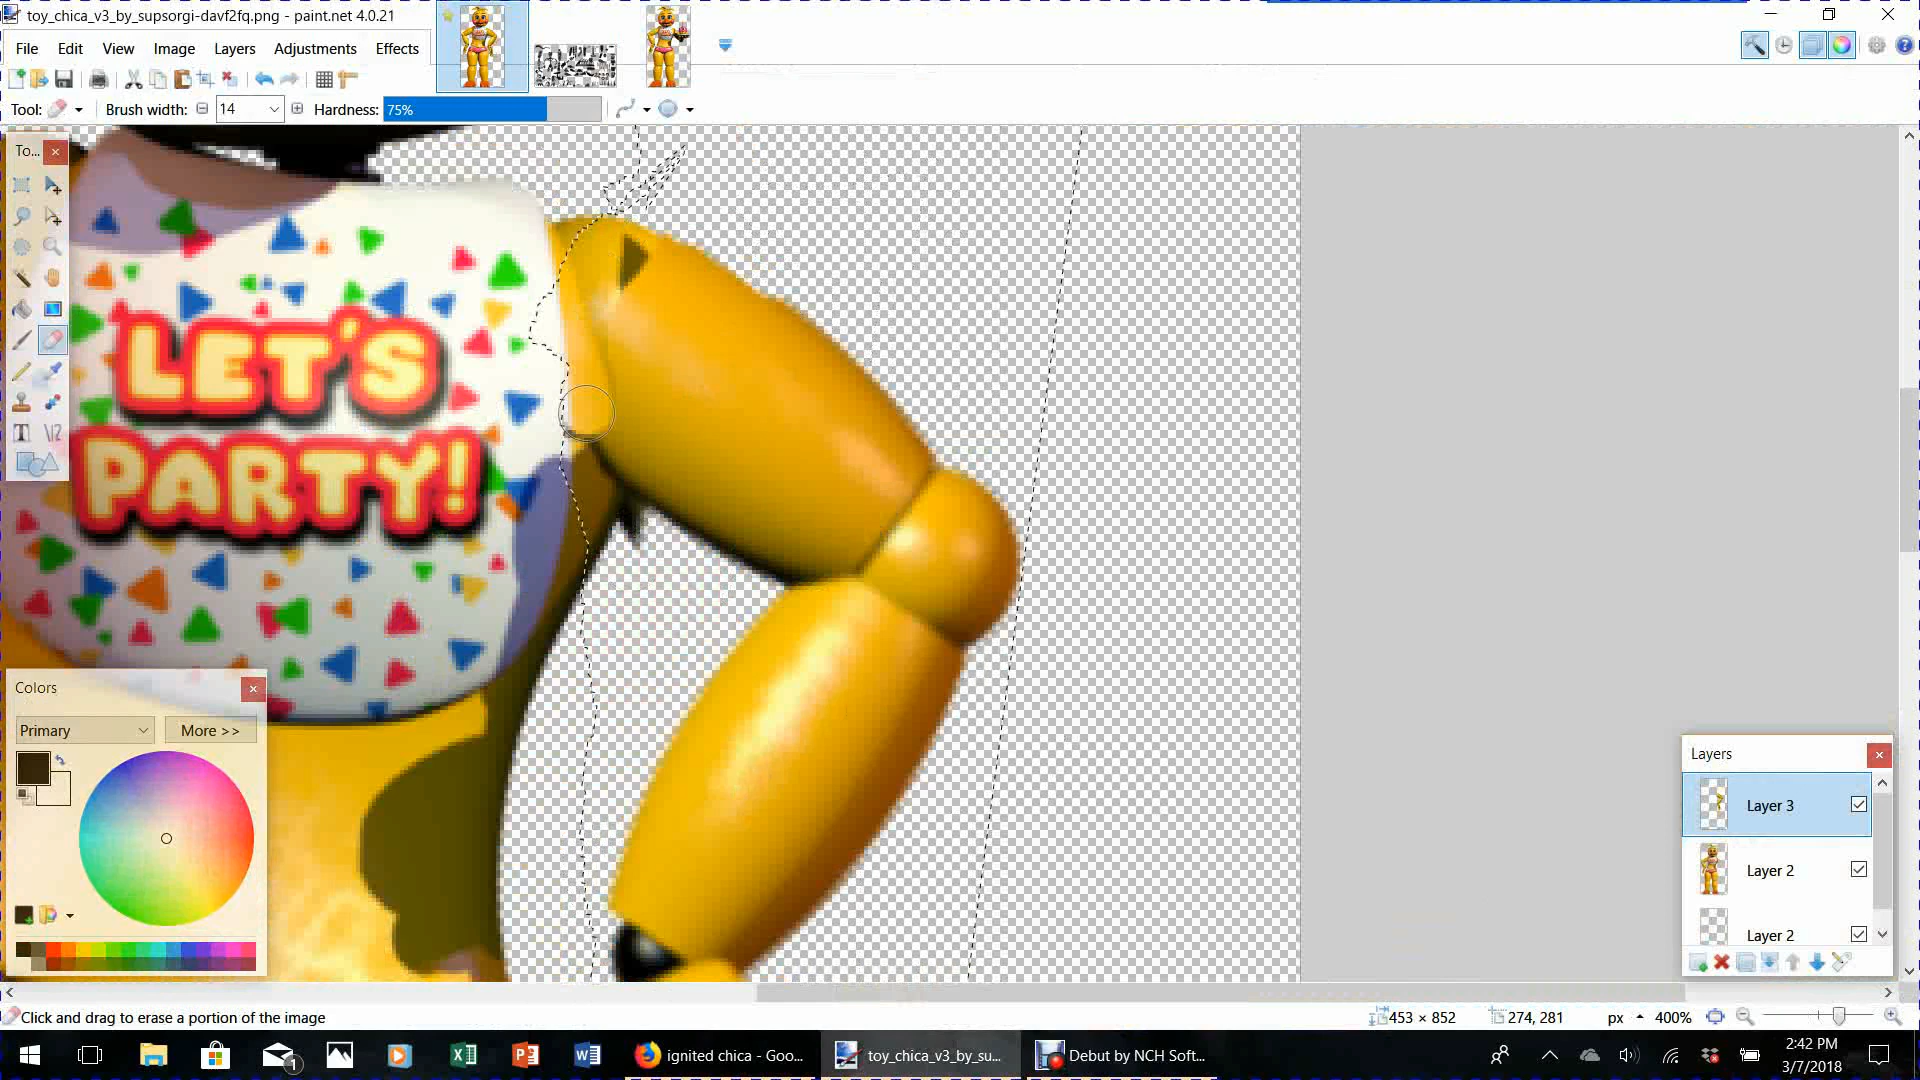 toy_chica_v3_by_supsorgi-davf2fq.png - paint.net 4.0.21
File Edit View Image Layers Adjustments Effects
Tool: Brush width: 14 Hardness: 75%
To...
LET'S
PARTY!
Colors
Primary More >>
Layers
Layer 3
Layer 2
Layer 2
Click and drag to erase a portion of the image
453 × 852
274, 281
px
400%
1
ignited chica - Goo...
toy_chica_v3_by_su...
Debut by NCH Soft...
2:42 PM
3/7/2018